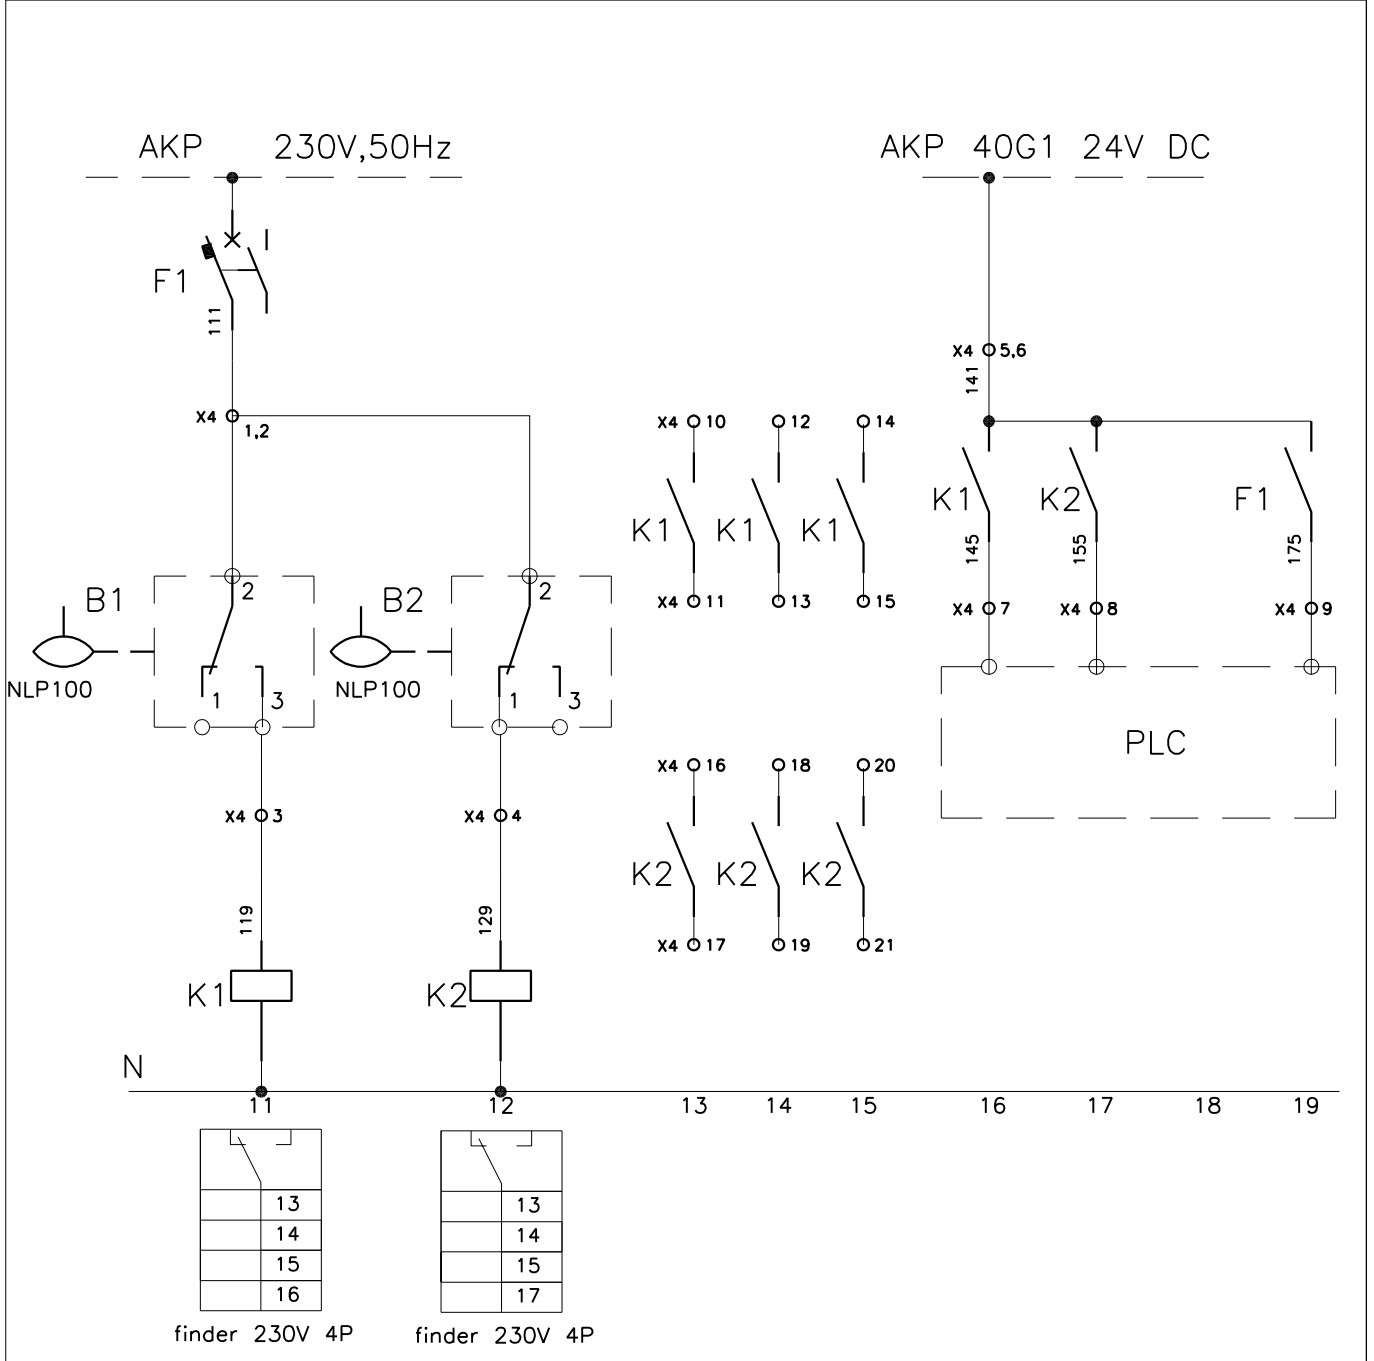 AKP 230V,50Hz
AKP 40G1 24V DC
F1
111
X4 1,2
X4 5,6
141
X4 10 12 14
K1 K1 K1
X4 11 13 15
K1 K2 F1
145 155 175
X4 7 X4 8 X4 9
PLC
B1 2
NLP100
1 3
B2 2
NLP100
1 3
X4 3
X4 4
X4 16 18 20
K2 K2 K2
X4 17 19 21
119
129
K1
K2
N
11 12 13 14 15 16 17 18 19
13
14
15
16
finder 230V 4P
13
14
15
17
finder 230V 4P